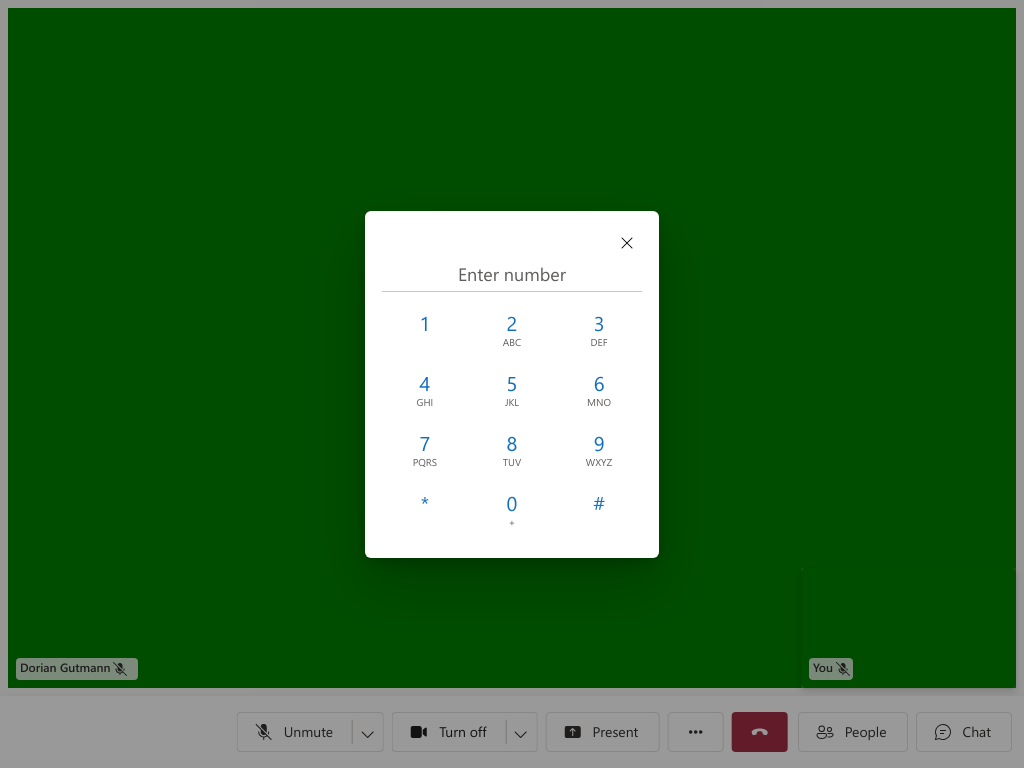 Enter number
1
2
ABC
3
DEF
4
GHI
5
JKL
6
MNO
7
PQRS
8
TUV
9
WXYZ
*
0
+
#
Dorian Gutmann
You
Unmute
Turn off
Present
People
Chat